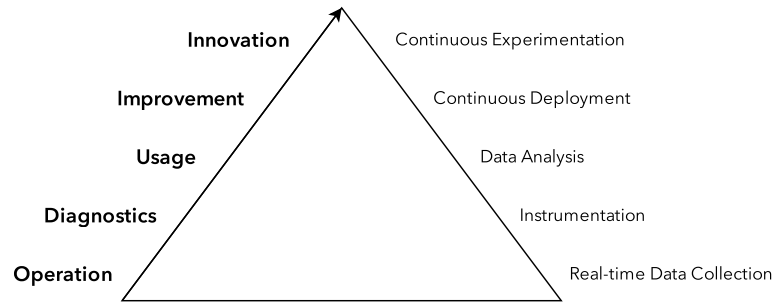 Innovation
Continuous Experimentation
Improvement
Continuous Deployment
Usage
Data Analysis
Diagnostics
Instrumentation
Operation
Real-time Data Collection